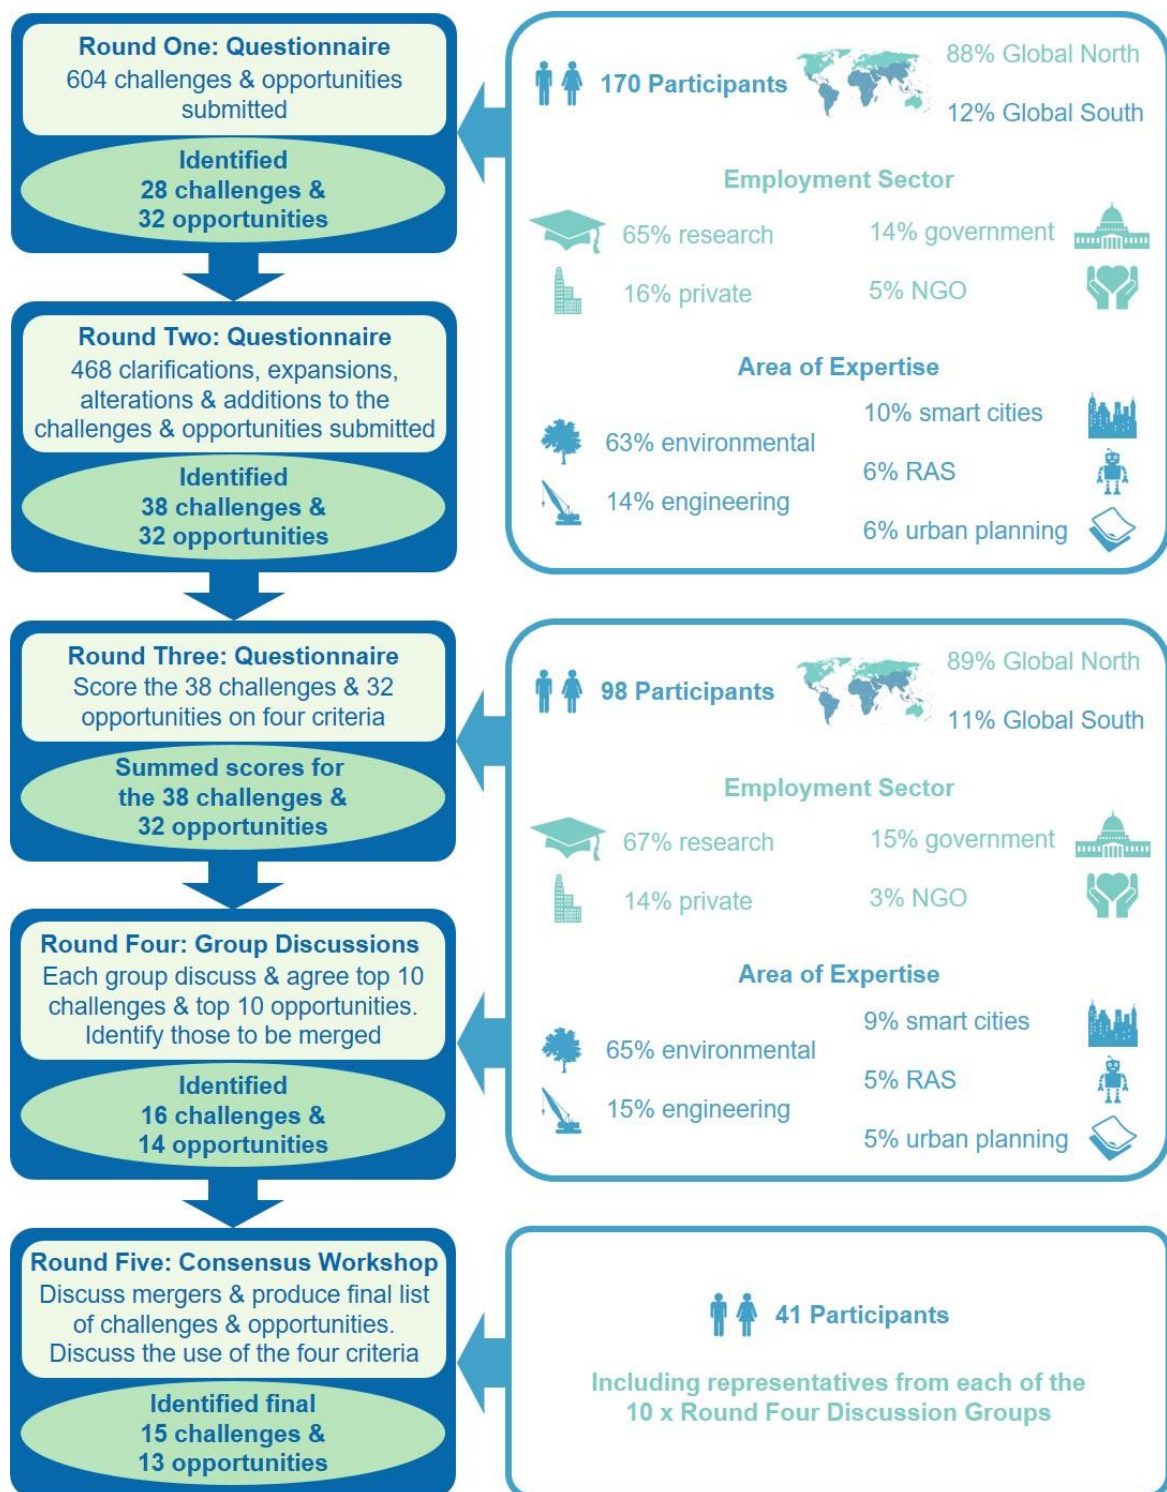 Round One: Questionnaire
604 challenges & opportunities
submitted
Identified
28 challenges &
32 opportunities
170 Participants
88% Global North
12% Global South
Employment Sector
65% research
14% government
16% private
5% NGO
Area of Expertise
63% environmental
14% engineering
10% smart cities
6% RAS
6% urban planning
Round Two: Questionnaire
468 clarifications, expansions,
alterations & additions to the
challenges & opportunities submitted
Identified
38 challenges &
32 opportunities
Round Three: Questionnaire
Score the 38 challenges & 32
opportunities on four criteria
Summed scores for
the 38 challenges &
32 opportunities
98 Participants
89% Global North
11% Global South
Employment Sector
67% research
15% government
14% private
3% NGO
Area of Expertise
65% environmental
15% engineering
9% smart cities
5% RAS
5% urban planning
Round Four: Group Discussions
Each group discuss & agree top 10
challenges & top 10 opportunities.
Identify those to be merged
Identified
16 challenges &
14 opportunities
Round Five: Consensus Workshop
Discuss mergers & produce final list
of challenges & opportunities.
Discuss the use of the four criteria
Identified final
15 challenges &
13 opportunities
41 Participants
Including representatives from each of the
10 x Round Four Discussion Groups